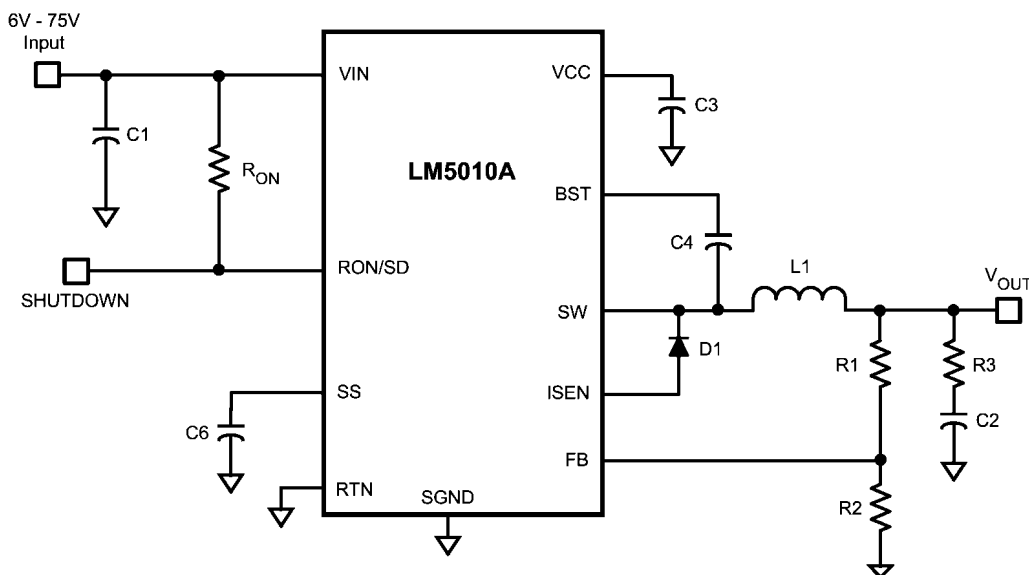 6V - 75V
Input
VIN
VCC
C3
C1
R_ON
LM5010A
BST
C4
L1
V_OUT
RON/SD
SHUTDOWN
SW
D1
R1
R3
ISEN
C2
SS
C6
FB
RTN
SGND
R2